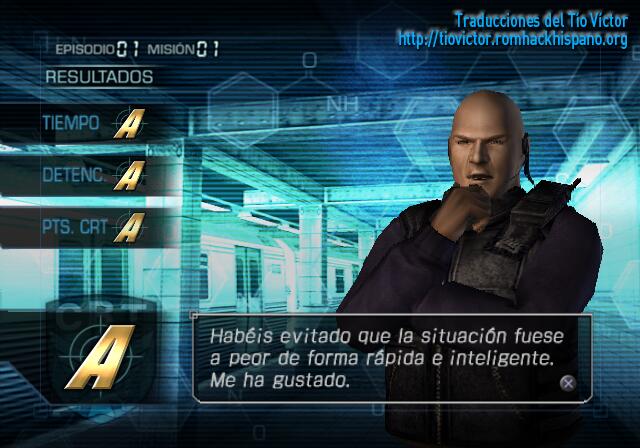 Traducciones del Tio Victor
http://tiovictor.romhackhispano.org
EPISODIO 01 MISIÓN 01
RESULTADOS
TIEMPO A
DETENC. A
PTS. CRT A
NH
CRT
A
Habéis evitado que la situación fuese
a peor de forma rápida e inteligente.
Me ha gustado.